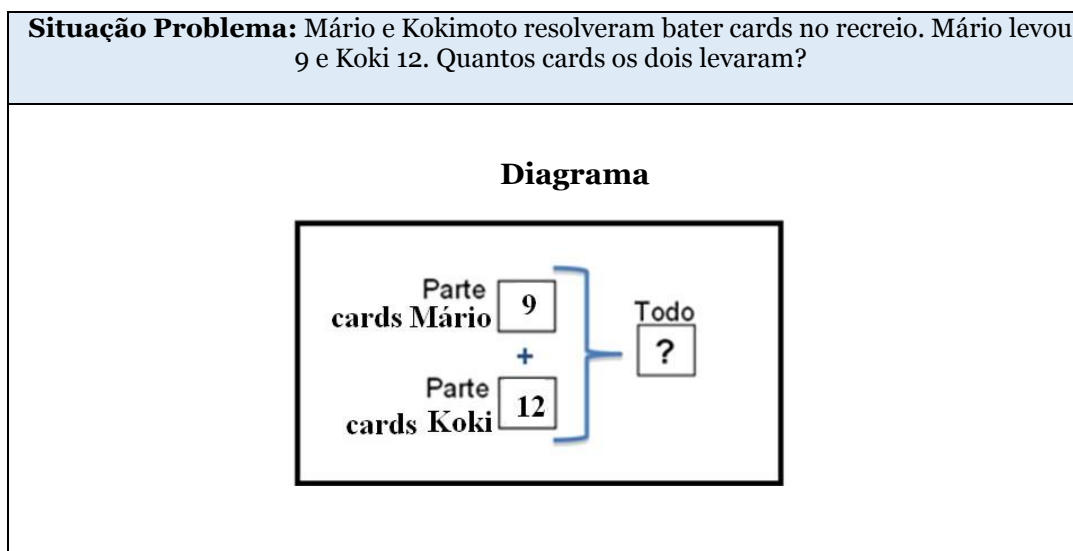 Situação Problema: Mário e Kokimoto resolveram bater cards no recreio. Mário levou
9 e Koki 12. Quantos cards os dois levaram?
Diagrama
Parte
cards Mário 9
+
Parte
cards Koki 12
Todo
?